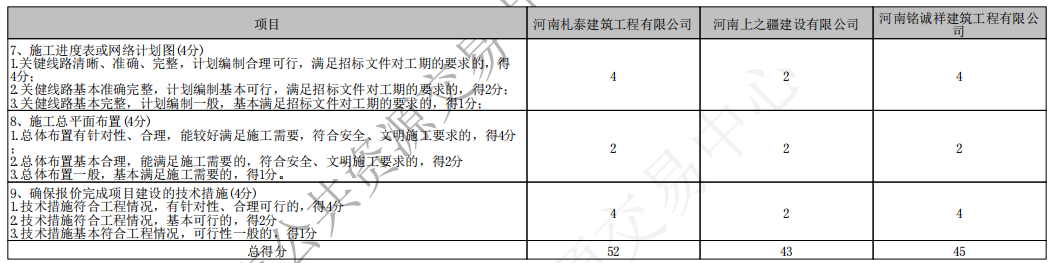 项目 河南札泰建筑工程有限公司 河南上之疆建设有限公司 河南铭诚祥建筑工程有限公司
7、施工进度表或网络计划图(4分)
1.关键线路清晰、准确、完整，计划编制合理可行，满足招标文件对工期的要求的，得
4分；
2.关键线路基本准确完整，计划编制基本可行，满足招标文件对工期的要求的，得2分；
3.关健线路基本完整，计划编制一般，基本满足招标文件对工期的要求的，得1分；
4 2 4
8、施工总平面布置(4分)
1.总体布置有针对性、合理，能较好满足施工需要，符合安全、文明施工要求的，得4分
；
2.总体布置基本合理，能满足施工需要的，符合安全、文明施工要求的，得2分
3.总体布置一般，基本满足施工需要的，得1分。
2 2 2
9、确保报价完成项目建设的技术措施(4分)
1.技术措施符合工程情况，有针对性、合理可行的，得4分
2.技术措施符合工程情况，基本可行的，得2分
3.技术措施基本符合工程情况，可行性一般的，得1分
4 2 4
总得分 52 43 45
公共资源交易
源交易中心